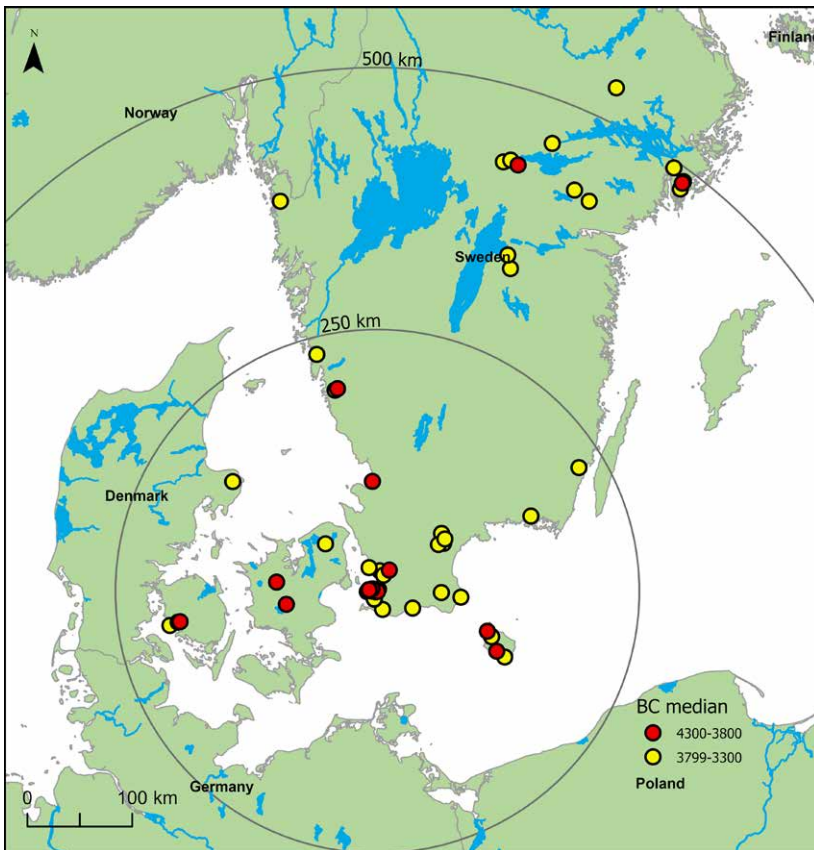 N
Finland
500 km
Norway
Sweden
250 km
Denmark
BC median
4300-3800
3799-3300
Poland
Germany
0 100 km